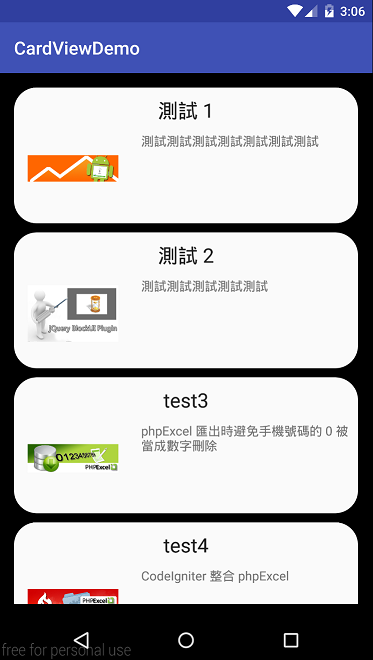 3:06
CardViewDemo
測試 1
測試測試測試測試測試測試測試
測試 2
測試測試測試測試測試
jQuery BlockUI Plugin
test3
phpExcel 匯出時避免手機號碼的 0 被
當成數字刪除
PHPExcel
test4
CodeIgniter 整合 phpExcel
PHPExcel
free for personal use